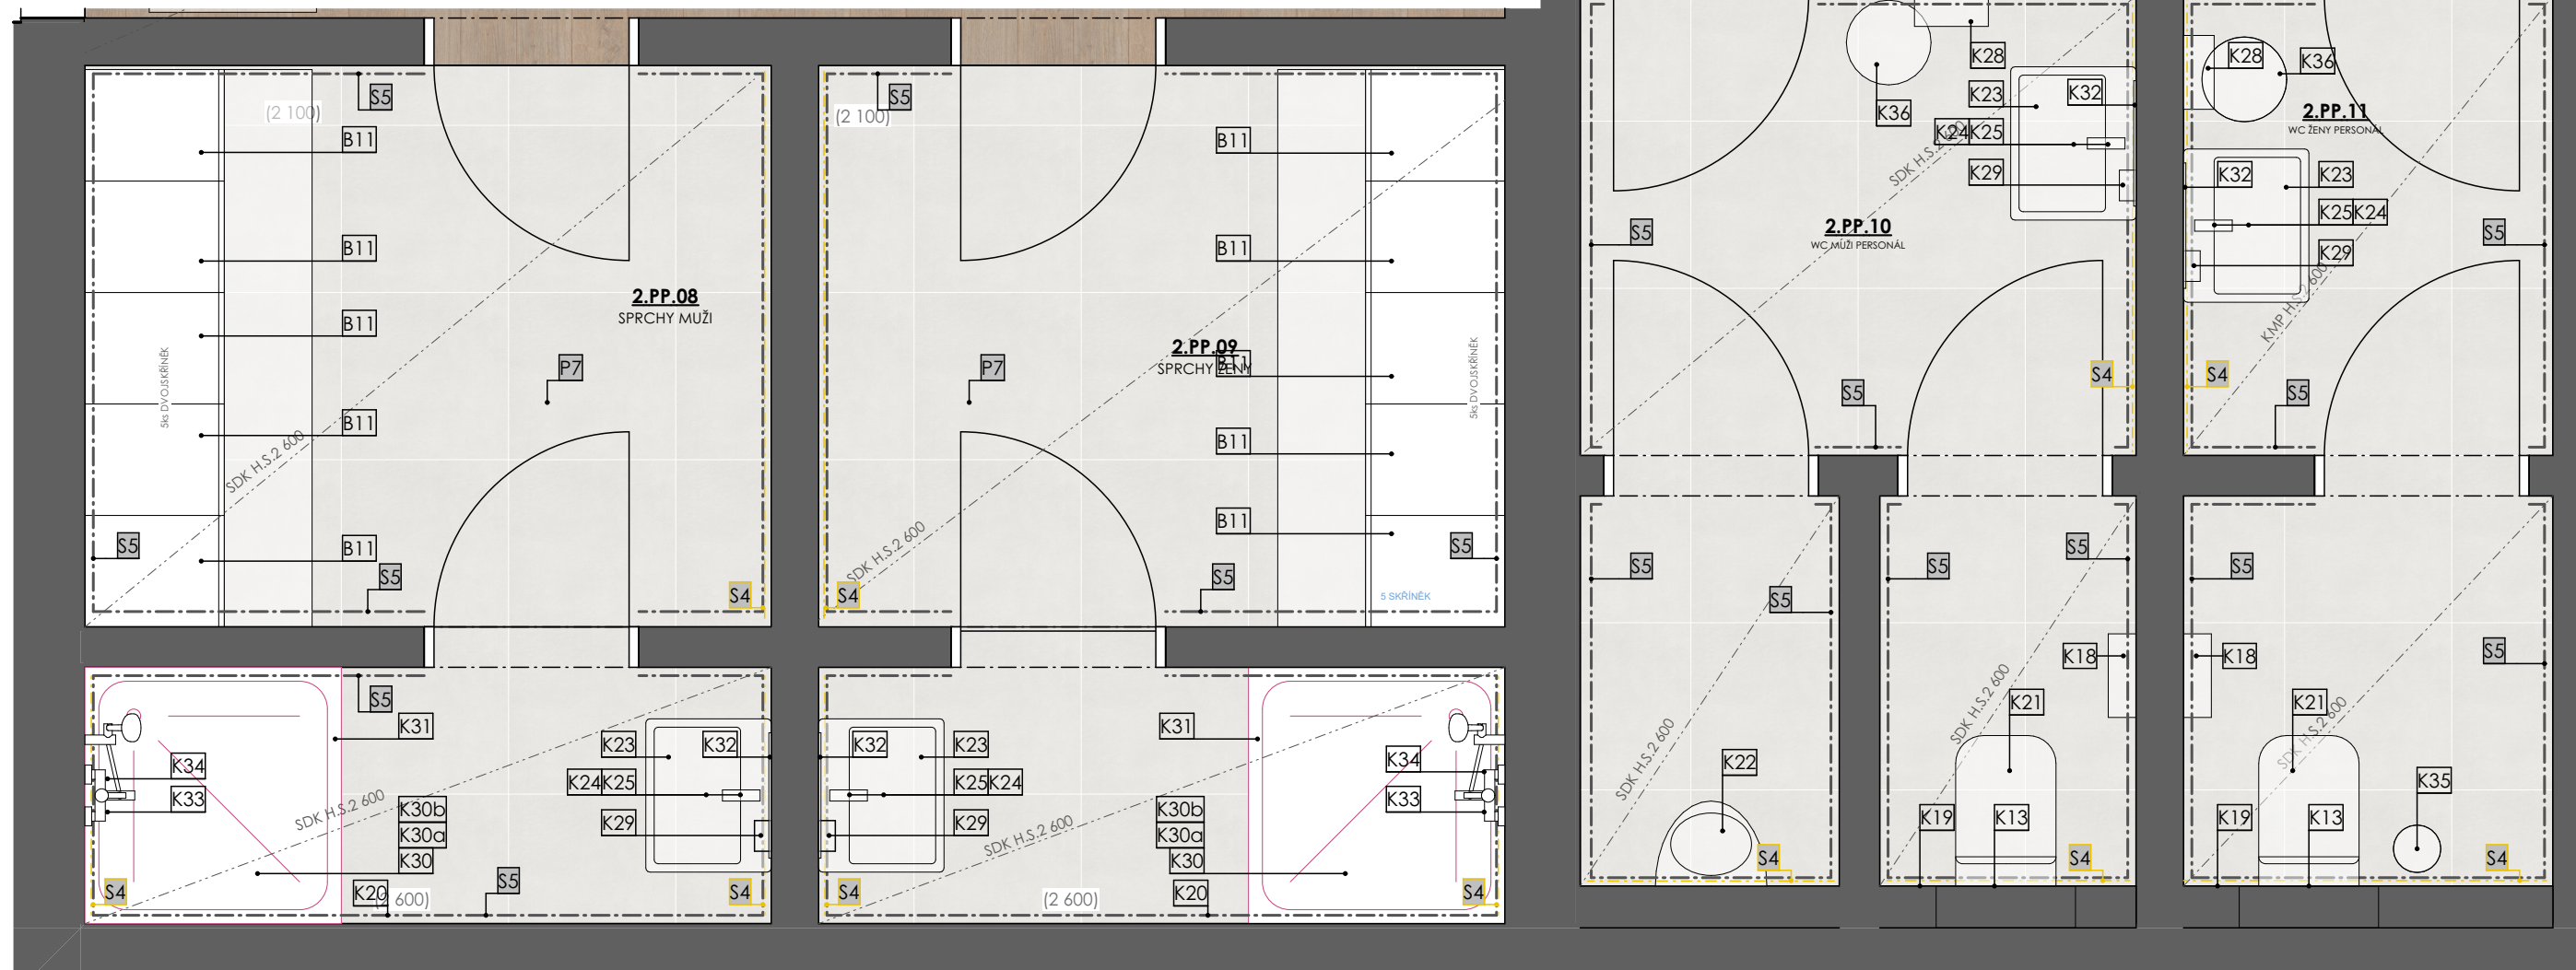 (2 100)
S5
B11
B11
B11
B11
B11
5ks DVOJSKŘÍNĚK
2.PP.08
SPRCHY MUŽI
P7
SDK H.S.2 600
S5
S5
S4
S5
(2 100)
B11
B11
B11
B11
B11
2.PP.09
SPRCHY ŽENY
P7
5ks DVOJSKŘÍNĚK
SDK H.S.2 600
S4
S5
S5
5 SKŘÍNĚK
S5
K31
K34
K33
K23
K32
K24
K25
K29
K30b
K30a
K30
K20
SDK H.S.2 600
600)
S5
S4
S4
K32
K23
K25
K24
K29
K31
K34
K33
K30b
K30a
K30
K20
SDK H.S.2 600
(2 600)
S4
S4
K28
K36
K23
K32
K24
K25
K29
SDK H.S.2 600
2.PP.10
WC MUŽI PERSONÁL
S5
S5
S4
K28
K36
2.PP.11
WC ŽENY PERSONÁL
K32
K23
K25
K24
K29
KMP H.S.2 600
S5
S4
S5
S5
S5
SDK H.S.2 600
K22
S4
S5
S5
K18
K21
SDK H.S.2 600
K19
K13
S4
S5
S5
K18
K21
SDK H.S.2 600
K35
K19
K13
S4